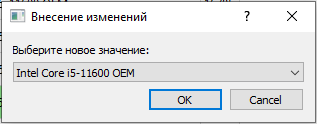 Внесение изменений
Выберите новое значение:
Intel Core i5-11600 OEM
OK
Cancel